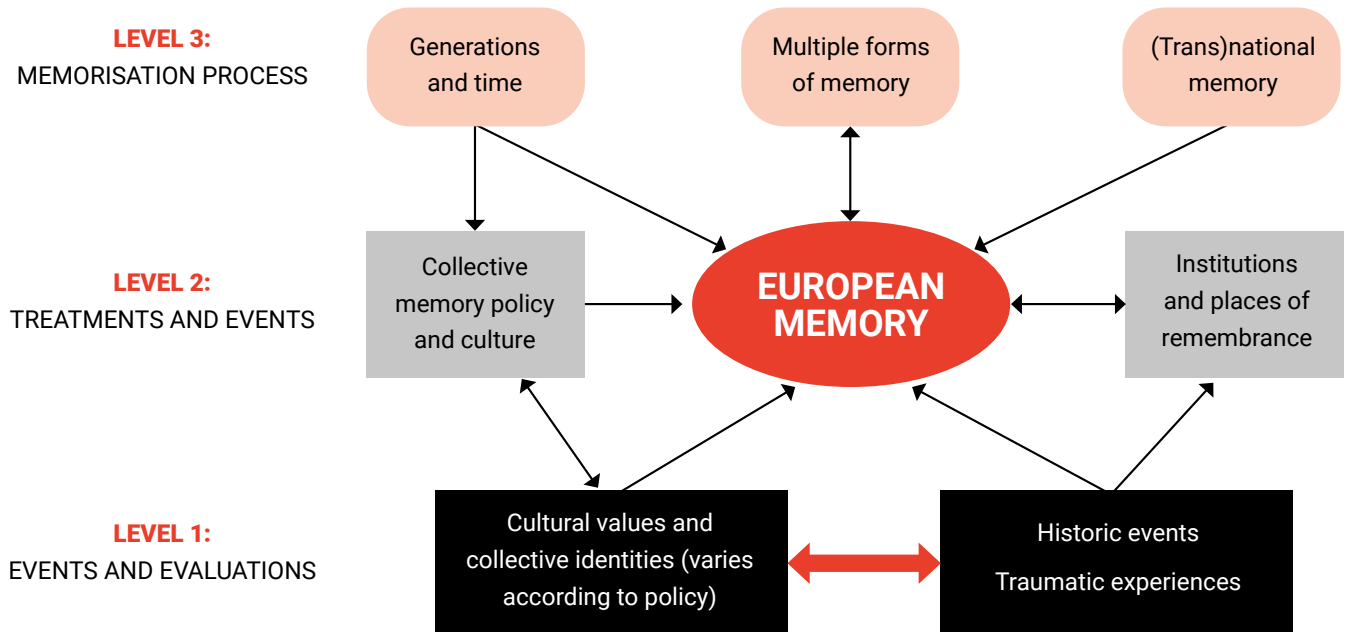 LEVEL 3:
MEMORISATION PROCESS
Generations
and time
Multiple forms
of memory
(Trans)national
memory
LEVEL 2:
TREATMENTS AND EVENTS
Collective
memory policy
and culture
EUROPEAN
MEMORY
Institutions
and places of
remembrance
LEVEL 1:
EVENTS AND EVALUATIONS
Cultural values and
collective identities (varies
according to policy)
Historic events
Traumatic experiences